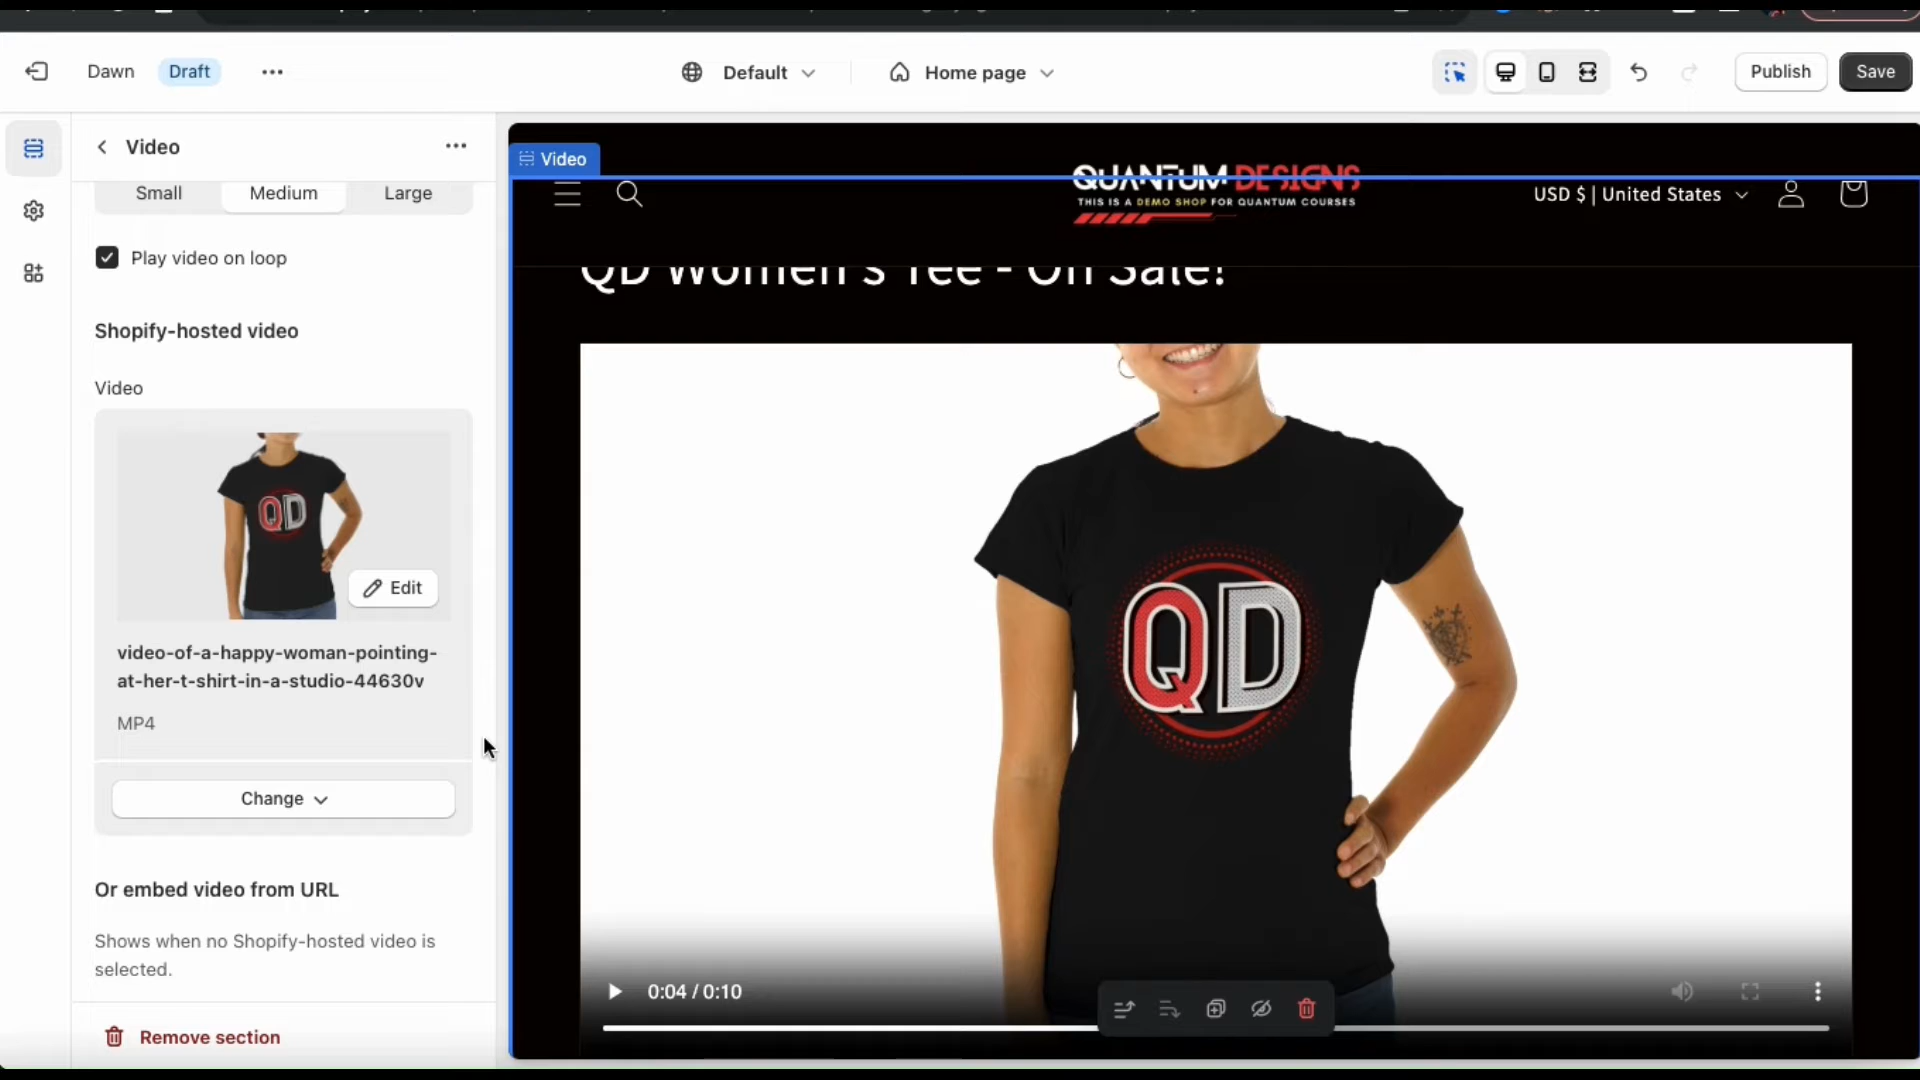 Dawn
Draft
Default
Home page
Publish
Save
Video
Small
Medium
Large
Play video on loop
Shopify-hosted video
Video
QD
Edit
video-of-a-happy-woman-pointing-
at-her-t-shirt-in-a-studio-44630v
MP4
Change
Or embed video from URL
Shows when no Shopify-hosted video is
selected.
Remove section
Video
QUANTUM DESIGNS
THIS IS A DEMO SHOP FOR QUANTUM COURSES
USD $ | United States
QD Women's Tee - On Sale!
QD
0:04 / 0:10